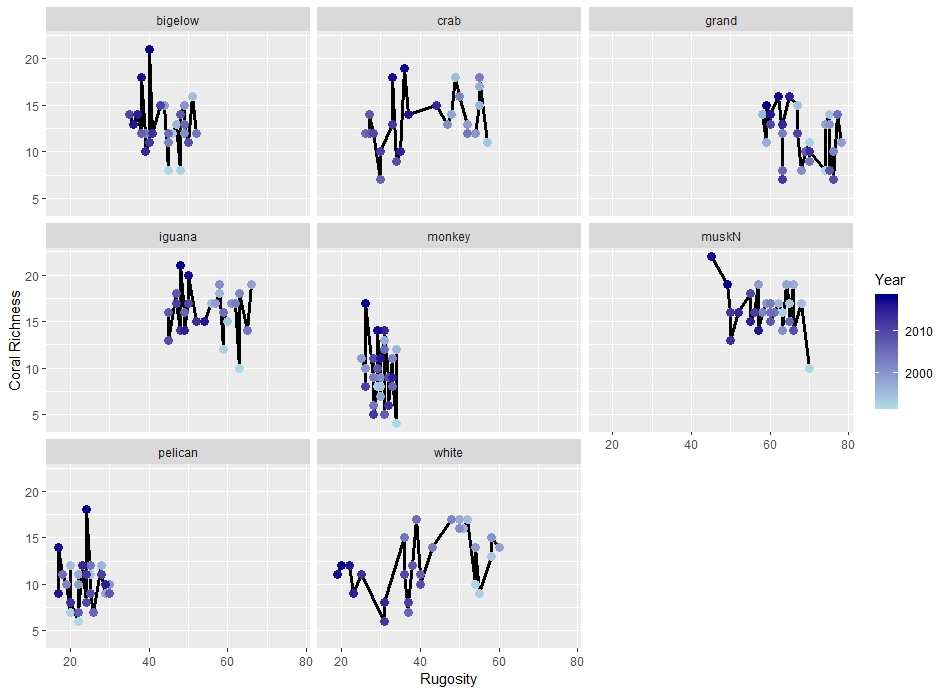 bigelow crab grand
20
15
10
5
iguana monkey muskN
20
15
10
5
Coral Richness
Year
2010
2000
20 40 60 80
pelican white
20
15
10
5
20 40 60 80 20 40 60 80
Rugosity